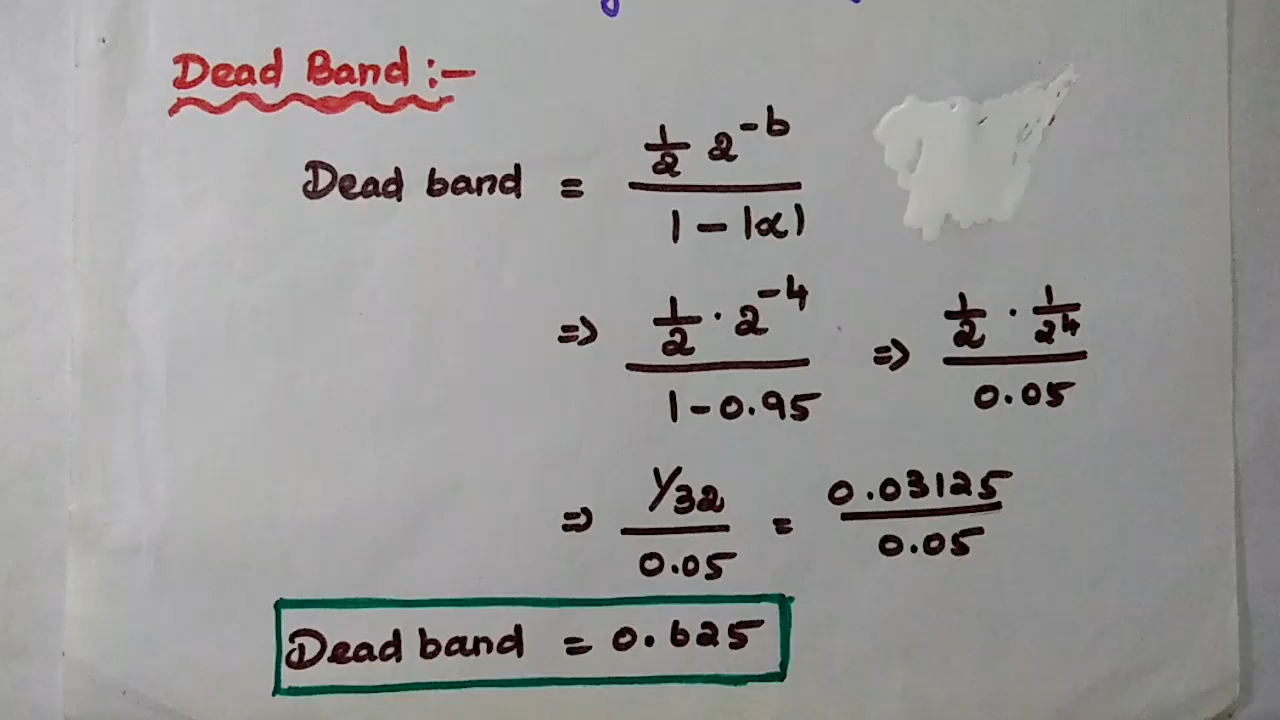 Dead Band :-
Dead band = (1/2 2^-b) / (1 - |α|)
=> (1/2 · 2^-4) / (1 - 0.95) => (1/2 · 1/2^4) / 0.05
=> (1/32) / 0.05 = 0.03125 / 0.05
Dead band = 0.625